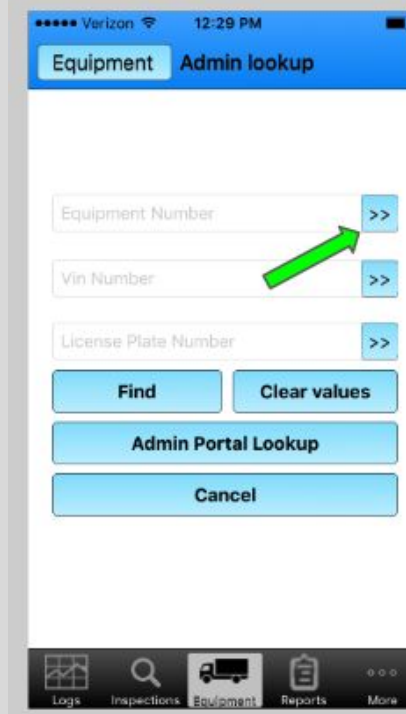 Verizon 12:29 PM
Equipment Admin lookup
Equipment Number >>
Vin Number >>
License Plate Number >>
Find Clear values
Admin Portal Lookup
Cancel
Logs Inspections Equipment Reports More